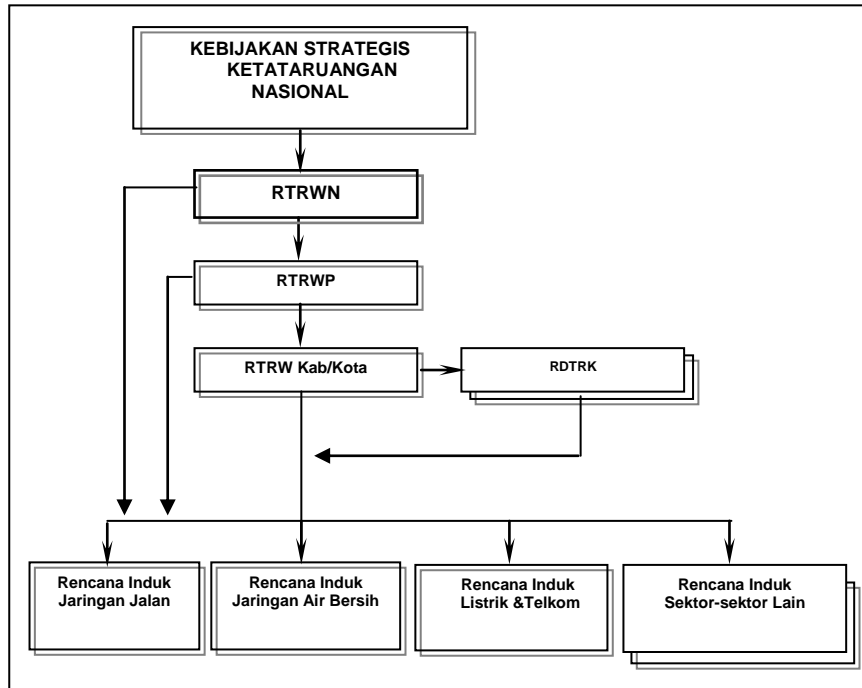 KEBIJAKAN STRATEGIS
KETATARUANGAN
NASIONAL
RTRWN
RTRWP
RTRW Kab/Kota
RDTRK
Rencana Induk
Jaringan Jalan
Rencana Induk
Jaringan Air Bersih
Rencana Induk
Listrik &Telkom
Rencana Induk
Sektor-sektor Lain